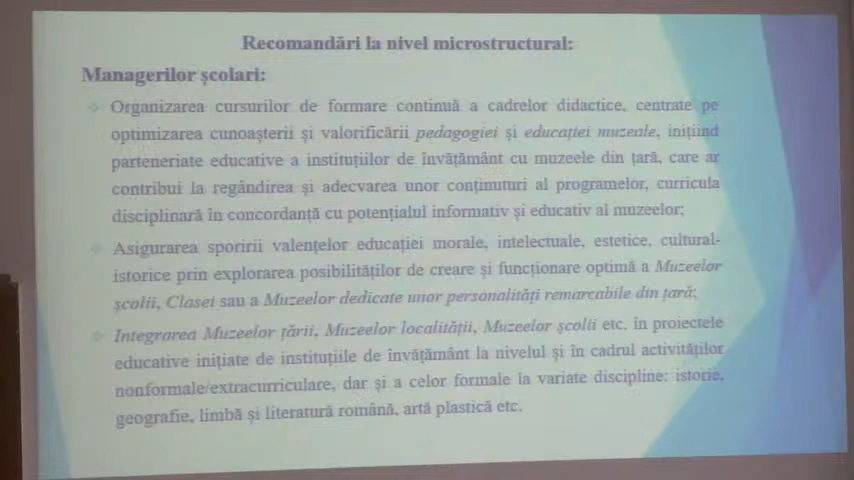 Recomandări la nivel microstructural:
Managerilor școlari:
Organizarea cursurilor de formare continuă a cadrelor didactice, centrate pe
optimizarea cunoașterii și valorificării pedagogiei și educației muzeale, inițiind
parteneriate educative a instituțiilor de învățământ cu muzeele din țară, care ar
contribui la regândirea și adecvarea unor conținuturi al programelor, curricula
disciplinară în concordanță cu potențialul informativ și educativ al muzeelor;
Asigurarea sporirii valențelor educației morale, intelectuale, estetice, cultural-
istorice prin explorarea posibilităților de creare și funcționare optimă a Muzeelor
școlii, Clasei sau a Muzeelor dedicate unor personalități remarcabile din țară;
Integrarea Muzeelor țării, Muzeelor localității, Muzeelor școlii etc. în proiectele
educative inițiate de instituțiile de învățământ la nivelul și în cadrul activităților
nonformale/extracurriculare, dar și a celor formale la variate discipline: istorie,
geografie, limbă și literatură română, artă plastică etc.